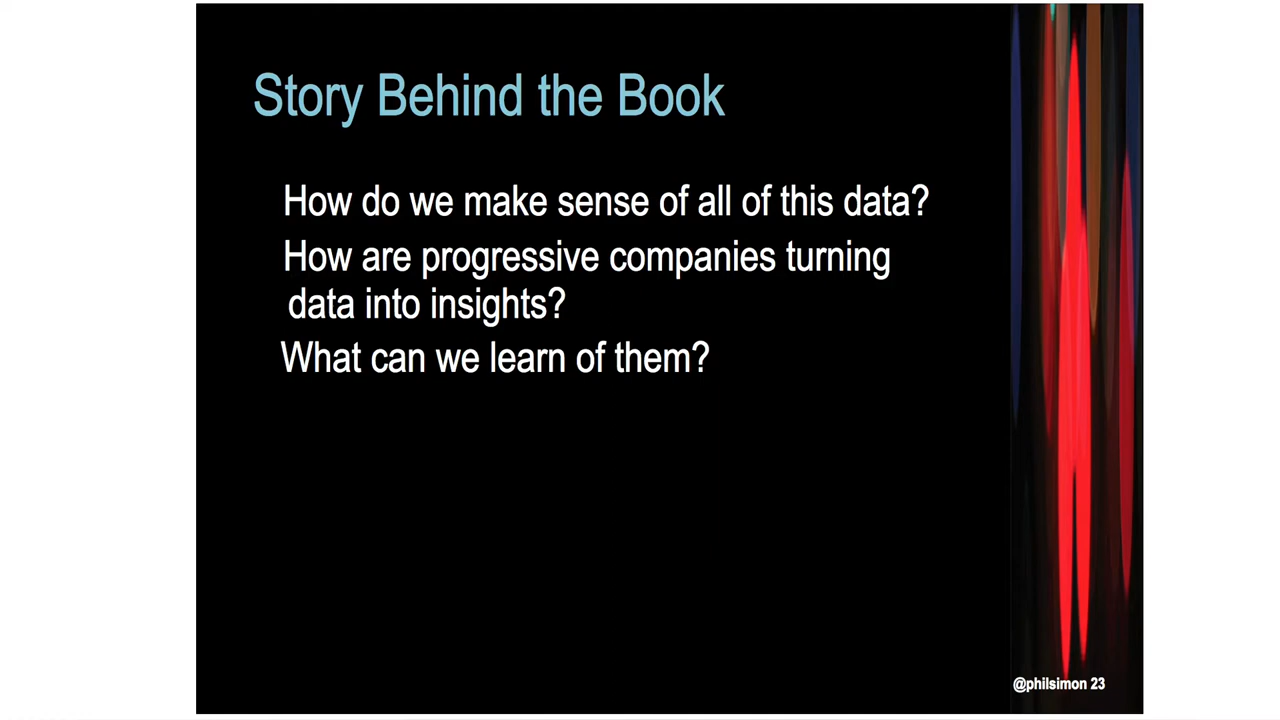 Story Behind the Book
How do we make sense of all of this data?
How are progressive companies turning
data into insights?
What can we learn of them?
@philsimon 23